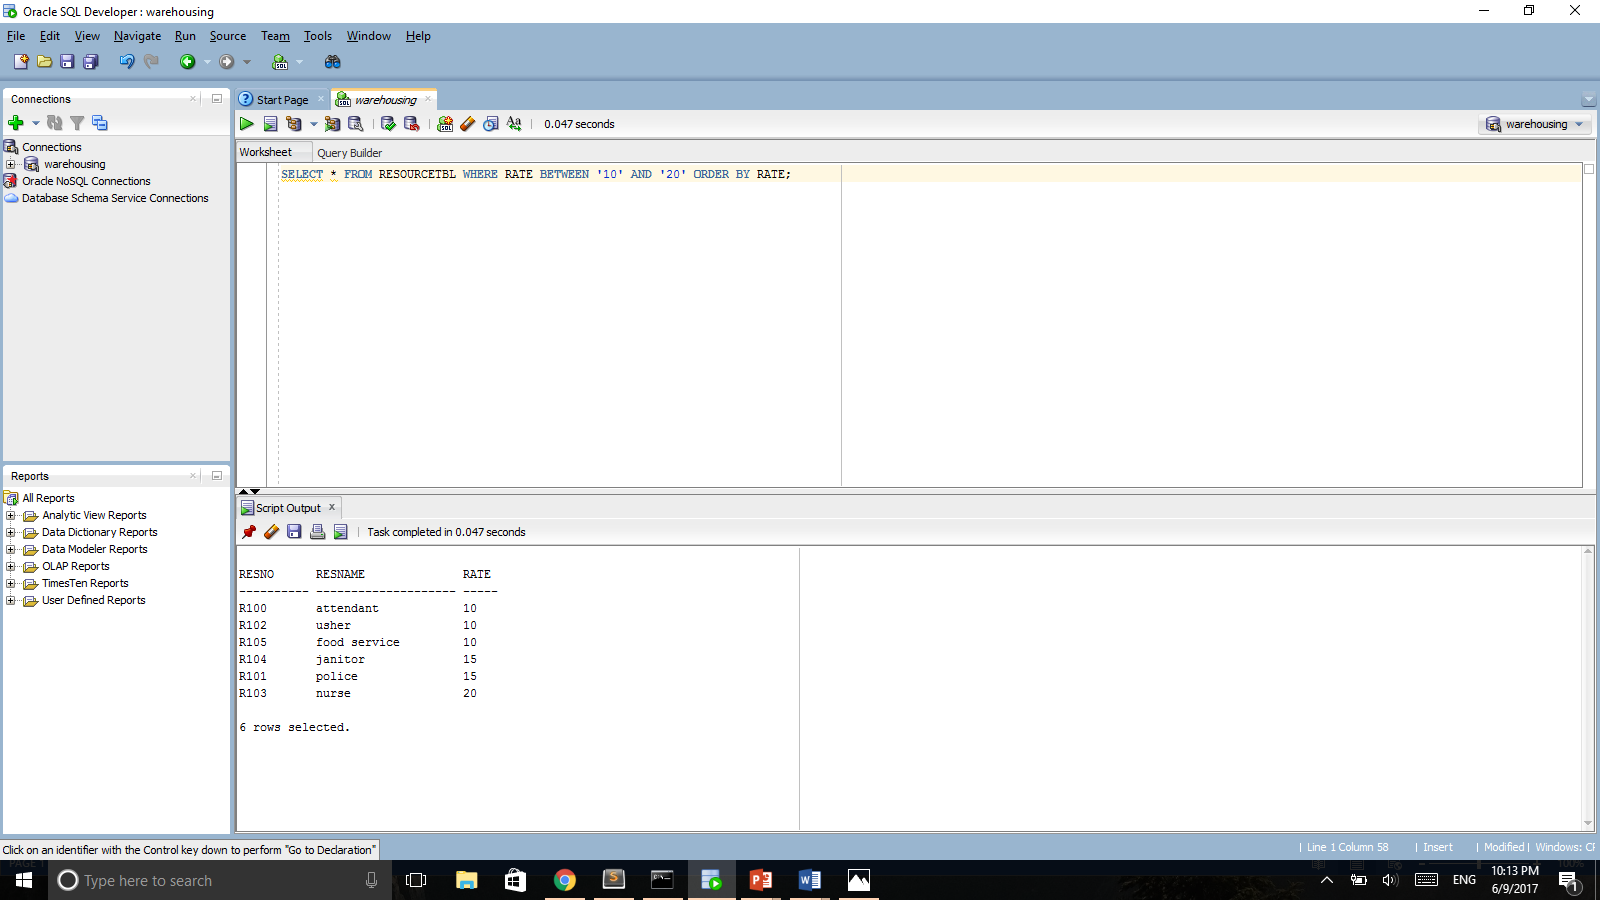 Oracle SQL Developer : warehousing
File Edit View Navigate Run Source Team Tools Window Help
Connections
Connections
warehousing
Oracle NoSQL Connections
Database Schema Service Connections
Reports
All Reports
Analytic View Reports
Data Dictionary Reports
Data Modeler Reports
OLAP Reports
TimesTen Reports
User Defined Reports
Start Page warehousing
0.047 seconds warehousing
Worksheet Query Builder
SELECT * FROM RESOURCETBL WHERE RATE BETWEEN '10' AND '20' ORDER BY RATE;
Script Output
Task completed in 0.047 seconds
RESNO RESNAME RATE
---------- -------------------- -----
R100 attendant 10
R102 usher 10
R105 food service 10
R104 janitor 15
R101 police 15
R103 nurse 20
6 rows selected.
Click on an identifier with the Control key down to perform "Go to Declaration"
Line 1 Column 58 Insert Modified Windows: CF
Type here to search
ENG
10:13 PM
6/9/2017
1